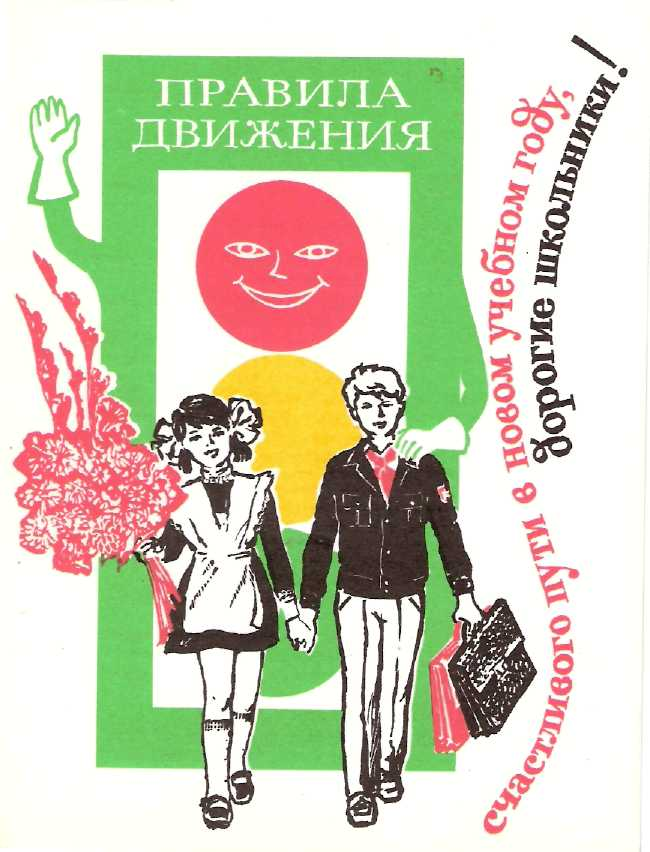 ПРАВИЛА
ДВИЖЕНИЯ
счастливого пути в новом учебном году,
дорогие школьники!